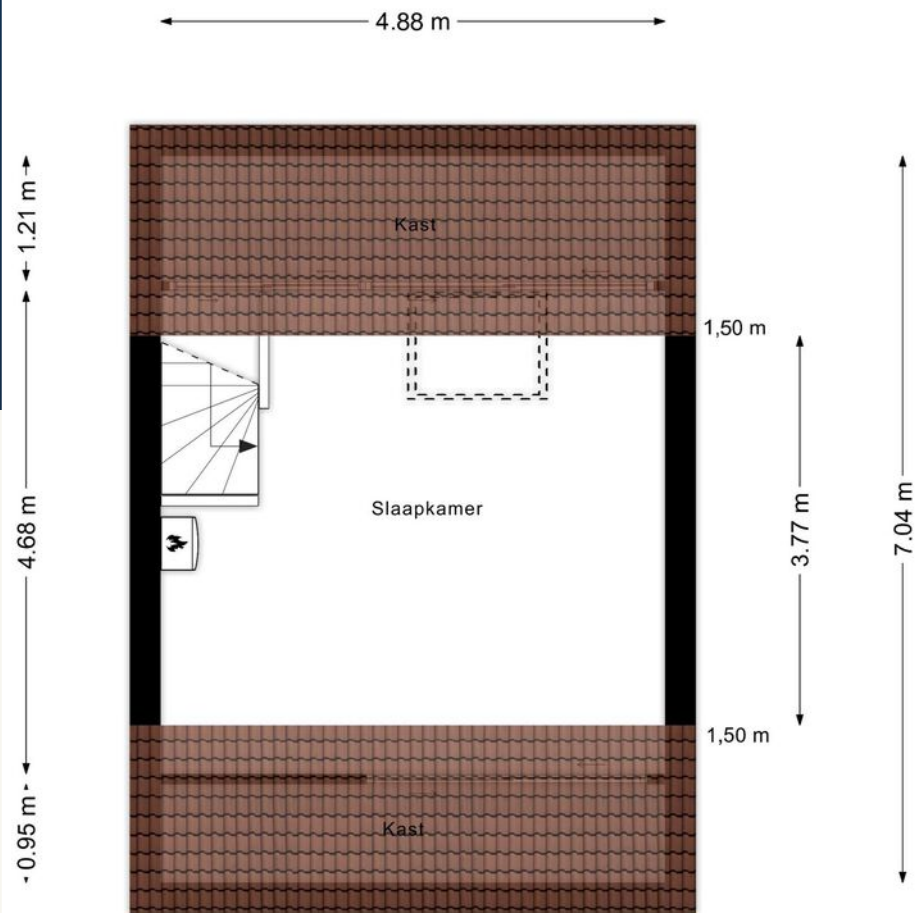 4.88 m
1.21 m
Kast
1,50 m
4.68 m
Slaapkamer
3.77 m
7.04 m
1,50 m
0.95 m
Kast